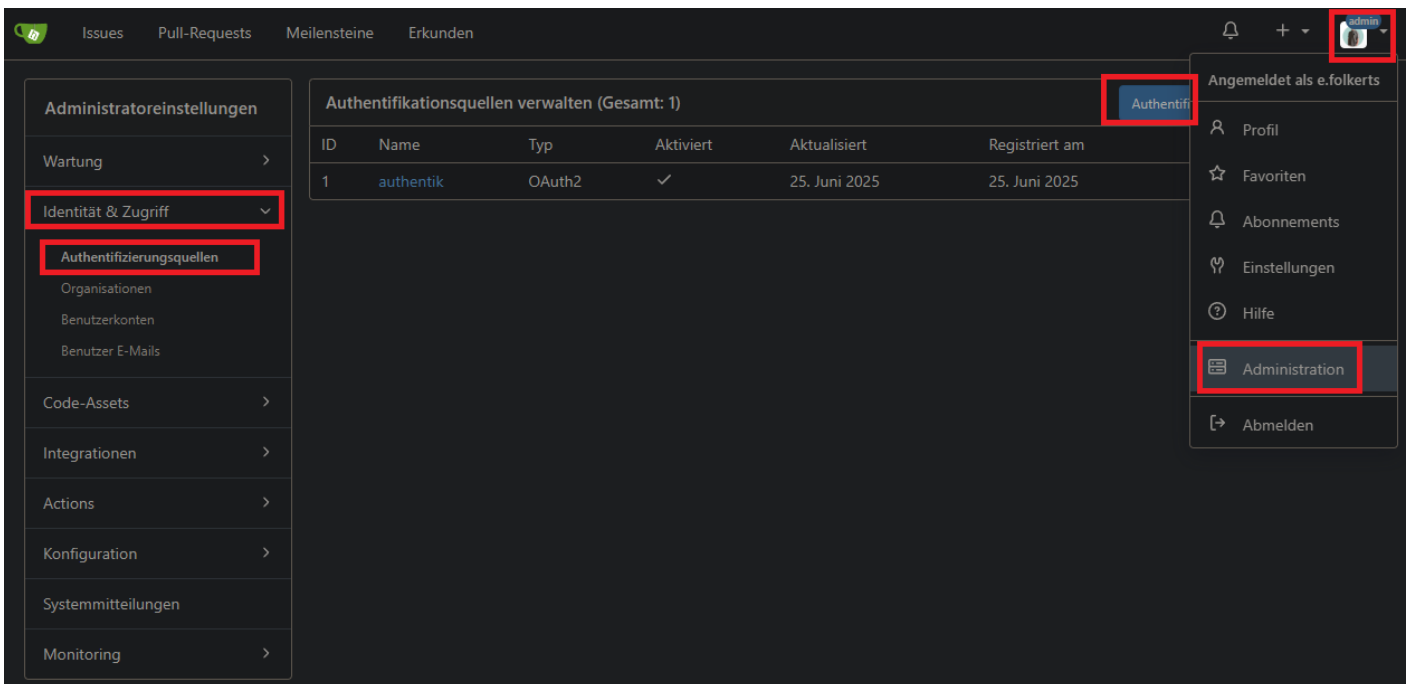 Issues Pull-Requests Meilensteine Erkunden admin
Angemeldet als e.folkerts
Profil
Favoriten
Abonnements
Einstellungen
Hilfe
Administration
Abmelden
Administratoreinstellungen
Wartung
Identität & Zugriff
Authentifizierungsquellen
Organisationen
Benutzerkonten
Benutzer E-Mails
Code-Assets
Integrationen
Actions
Konfiguration
Systemmitteilungen
Monitoring
Authentifikationsquellen verwalten (Gesamt: 1)
ID Name Typ Aktiviert Aktualisiert Registriert am
1 authentik OAuth2 25. Juni 2025 25. Juni 2025